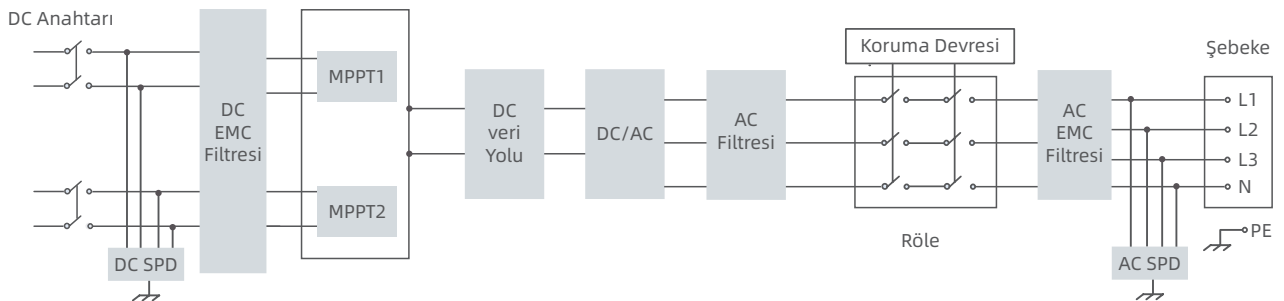 DC Anahtarı
DC
EMC
Filtresi
DC SPD
MPPT1
MPPT2
DC
veri
Yolu
DC/AC
AC
Filtresi
Koruma Devresi
Röle
AC
EMC
Filtresi
Şebeke
L1
L2
L3
N
PE
AC SPD